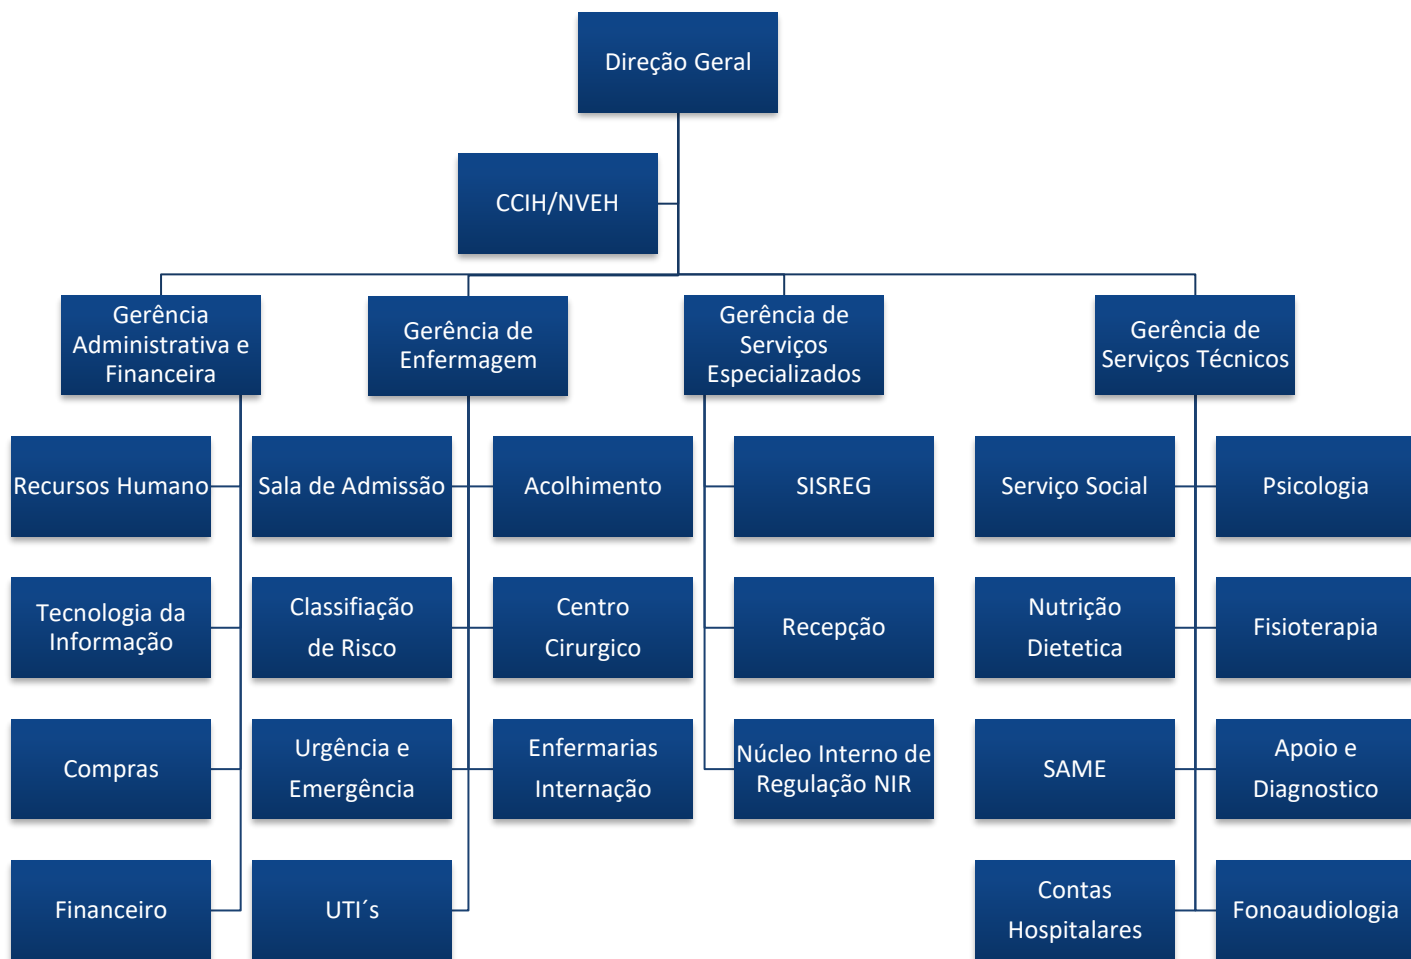 Direção Geral
CCIH/NVEH
Gerência
Administrativa e
Financeira
Gerência de
Enfermagem
Gerência de
Serviços
Especializados
Gerência de
Serviços Técnicos
Recursos Humano
Sala de Admissão
Acolhimento
SISREG
Serviço Social
Psicologia
Tecnologia da
Informação
Classifiação
de Risco
Centro
Cirurgico
Recepção
Nutrição
Dietetica
Fisioterapia
Compras
Urgência e
Emergência
Enfermarias
Internação
Núcleo Interno de
Regulação NIR
SAME
Apoio e
Diagnostico
Financeiro
UTI´s
Contas
Hospitalares
Fonoaudiologia